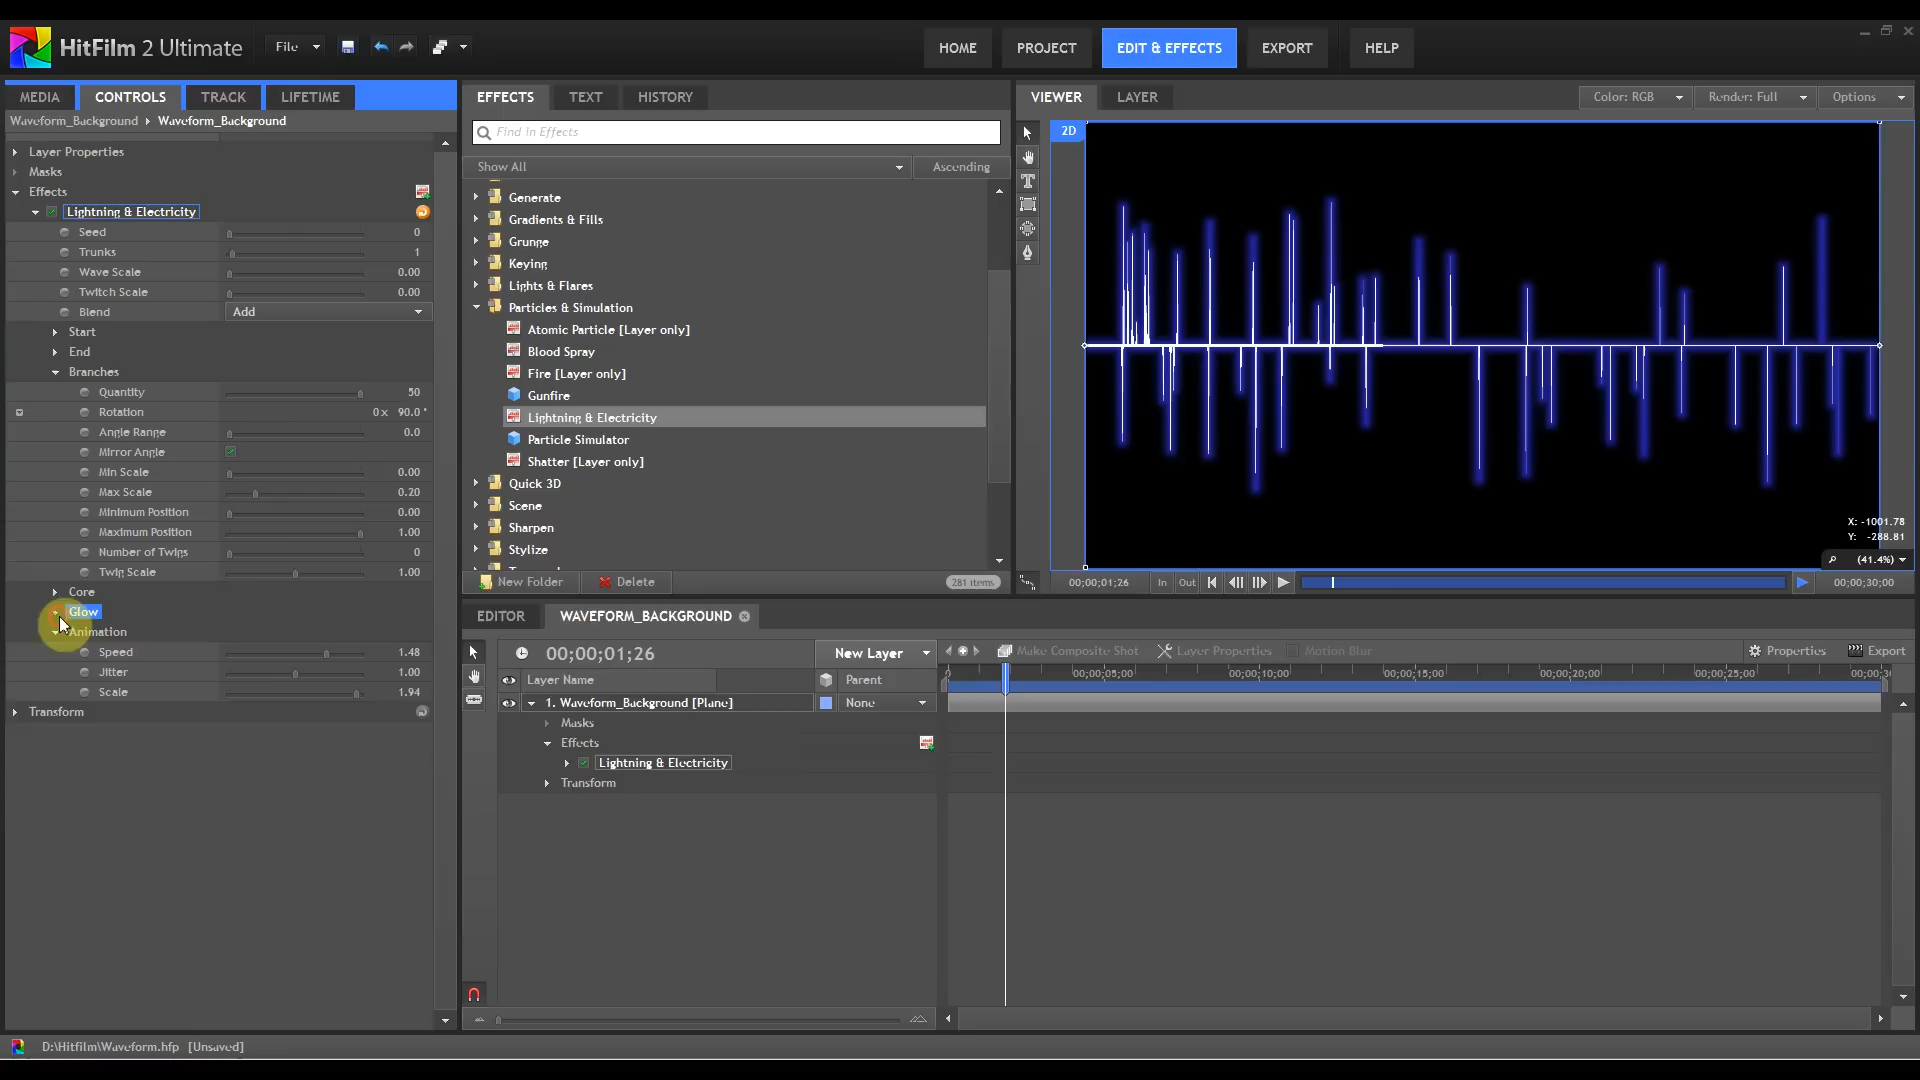 HitFilm 2 Ultimate
File
HOME
PROJECT
EDIT & EFFECTS
EXPORT
HELP
MEDIA
CONTROLS
TRACK
LIFETIME
Waveform_Background
Waveform_Background
Layer Properties
Masks
Effects
Lightning & Electricity
Seed 0
Trunks 1
Wave Scale 0.00
Twitch Scale 0.00
Blend Add
Start
End
Branches
Quantity 50
Rotation 0 x 90.0 °
Angle Range 0.0
Mirror Angle
Min Scale 0.00
Max Scale 0.20
Minimum Position 0.00
Maximum Position 1.00
Number of Twigs 0
Twig Scale 1.00
Core
Glow
Animation
Speed 1.48
Jitter 1.00
Scale 1.94
Transform
EFFECTS
TEXT
HISTORY
Find in Effects
Show All
Ascending
Generate
Gradients & Fills
Grunge
Keying
Lights & Flares
Particles & Simulation
Atomic Particle [Layer only]
Blood Spray
Fire [Layer only]
Gunfire
Lightning & Electricity
Particle Simulator
Shatter [Layer only]
Quick 3D
Scene
Sharpen
Stylize
New Folder
Delete
281 items
VIEWER
LAYER
Color: RGB
Render: Full
Options
2D
X: -1001.78
Y: -288.81
(41.4%)
00;00;01;26
In
Out
00;00;30;00
EDITOR
WAVEFORM_BACKGROUND
00;00;01;26
New Layer
Make Composite Shot
Layer Properties
Motion Blur
Properties
Export
Layer Name
Parent
0
00;00;05;00
00;00;10;00
00;00;15;00
00;00;20;00
00;00;25;00
1. Waveform_Background [Plane]
None
Masks
Effects
Lightning & Electricity
Transform
D:\Hitfilm\Waveform.hfp [Unsaved]